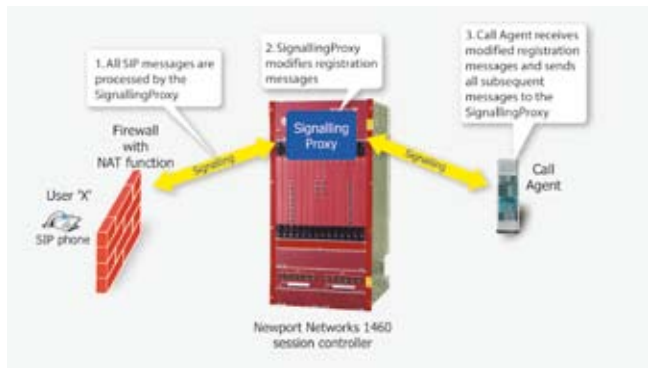 1. All SIP messages are
processed by the
SignallingProxy
2. SignallingProxy
modifies registration
messages
3. Call Agent receives
modified registration
messages and sends
all subsequent
messages to the
SignallingProxy
Firewall
with
NAT function
User 'X'
SIP phone
Signalling
Signalling
Proxy
Signalling
Call
Agent
Newport Networks 1460
session controller